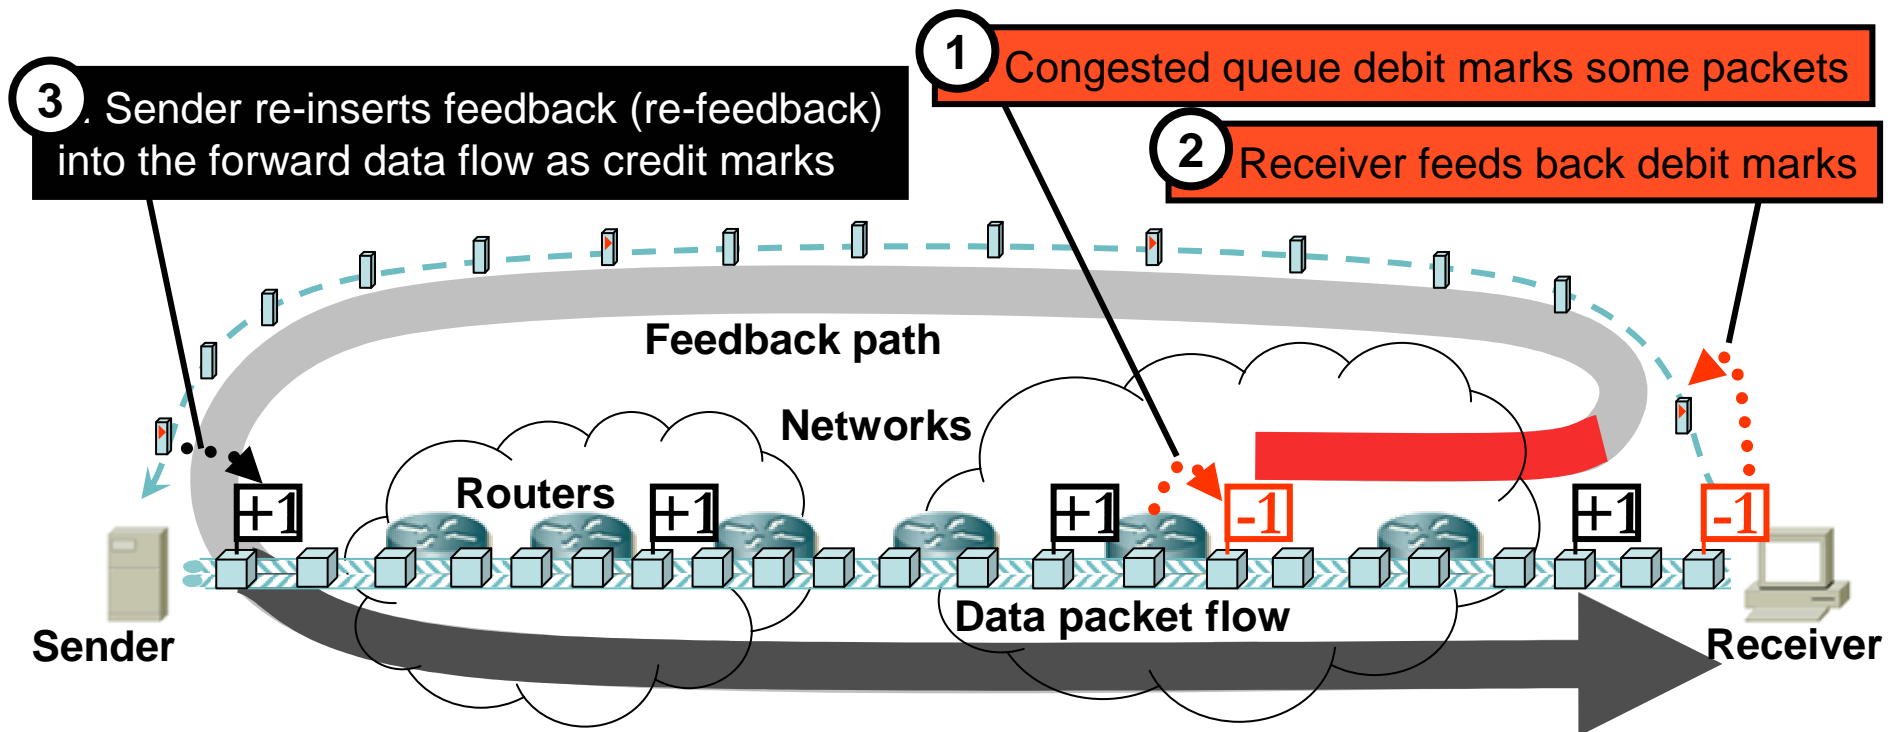 1
Congested queue debit marks some packets
3
. Sender re-inserts feedback (re-feedback)
into the forward data flow as credit marks
2
Receiver feeds back debit marks
Feedback path
Networks
Routers
+1
+1
+1
-1
+1
-1
Data packet flow
Sender
Receiver